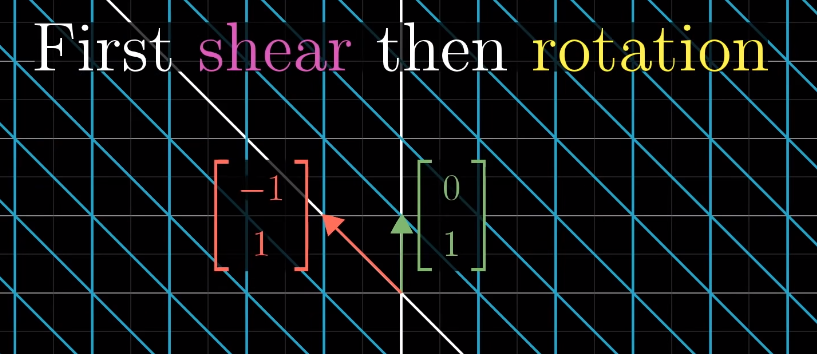 First shear then rotation
−1 0
1 1